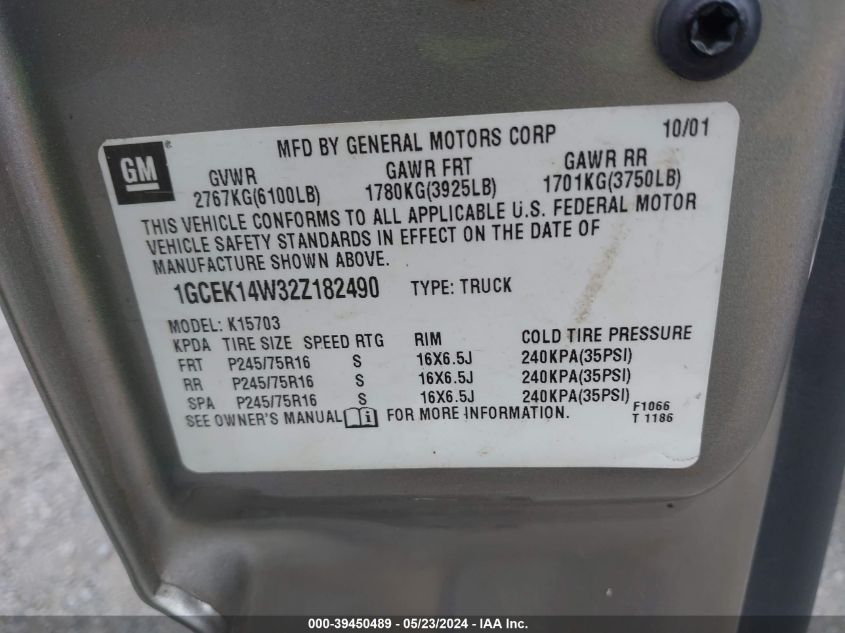 GM
MFD BY GENERAL MOTORS CORP 10/01
GVWR GAWR FRT GAWR RR
2767KG(6100LB) 1780KG(3925LB) 1701KG(3750LB)
THIS VEHICLE CONFORMS TO ALL APPLICABLE U.S. FEDERAL MOTOR
VEHICLE SAFETY STANDARDS IN EFFECT ON THE DATE OF
MANUFACTURE SHOWN ABOVE.
1GCEK14W32Z182490 TYPE: TRUCK
MODEL: K15703
KPDA TIRE SIZE SPEED RTG RIM COLD TIRE PRESSURE
FRT P245/75R16 S 16X6.5J 240KPA(35PSI)
RR P245/75R16 S 16X6.5J 240KPA(35PSI)
SPA P245/75R16 S 16X6.5J 240KPA(35PSI)
SEE OWNER'S MANUAL FOR MORE INFORMATION.
F1066
T 1186
000-39450489 - 05/23/2024 - IAA Inc.